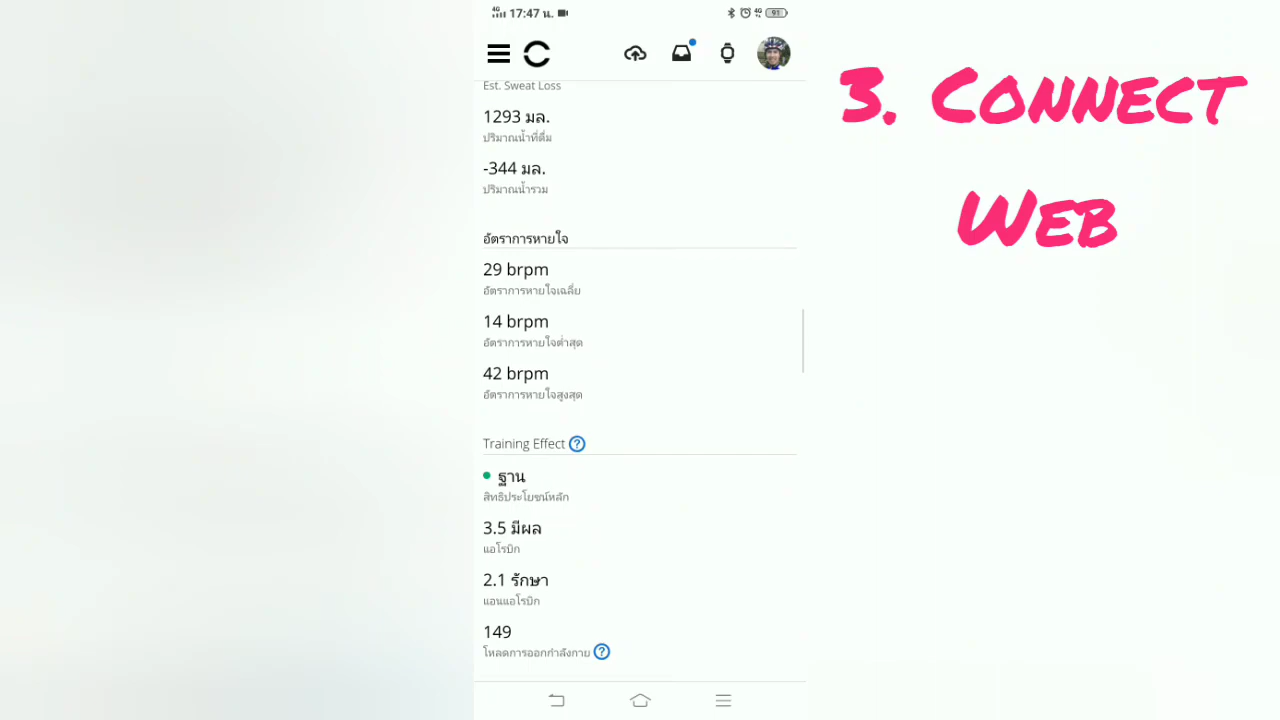 4G 17:47 น. 4G 91
3. CONNECT
WEB
Est. Sweat Loss
1293 มล.
ปริมาณน้ำที่ดื่ม
-344 มล.
ปริมาณน้ำรวม
อัตราการหายใจ
29 brpm
อัตราการหายใจเฉลี่ย
14 brpm
อัตราการหายใจต่ำสุด
42 brpm
อัตราการหายใจสูงสุด
Training Effect ?
ฐาน
สิทธิประโยชน์หลัก
3.5 มีผล
แอโรบิก
2.1 รักษา
แอนแอโรบิก
149
โหลดการออกกำลังกาย ?